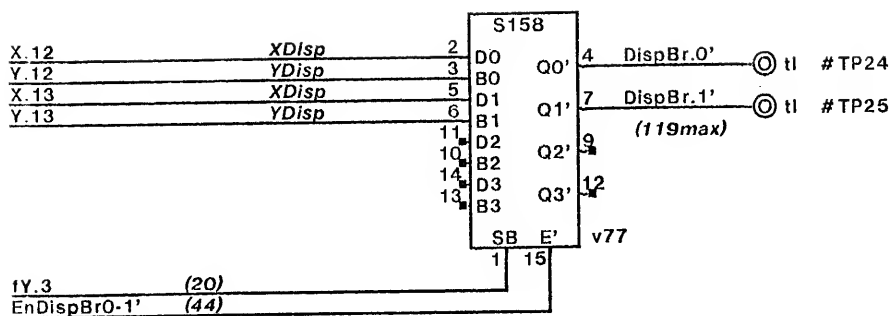 S158
X.12 XDisp 2 D0 Q0' 4 DispBr.0' tl #TP24
Y.12 YDisp 3 B0
X.13 XDisp 5 D1 Q1' 7 DispBr.1' tl #TP25
Y.13 YDisp 6 B1 (119max)
11 D2 Q2' 9
10 B2
14 D3 Q3' 12
13 B3
SB E' v77
1 15
fY.3 (20)
EnDispBr0-1' (44)